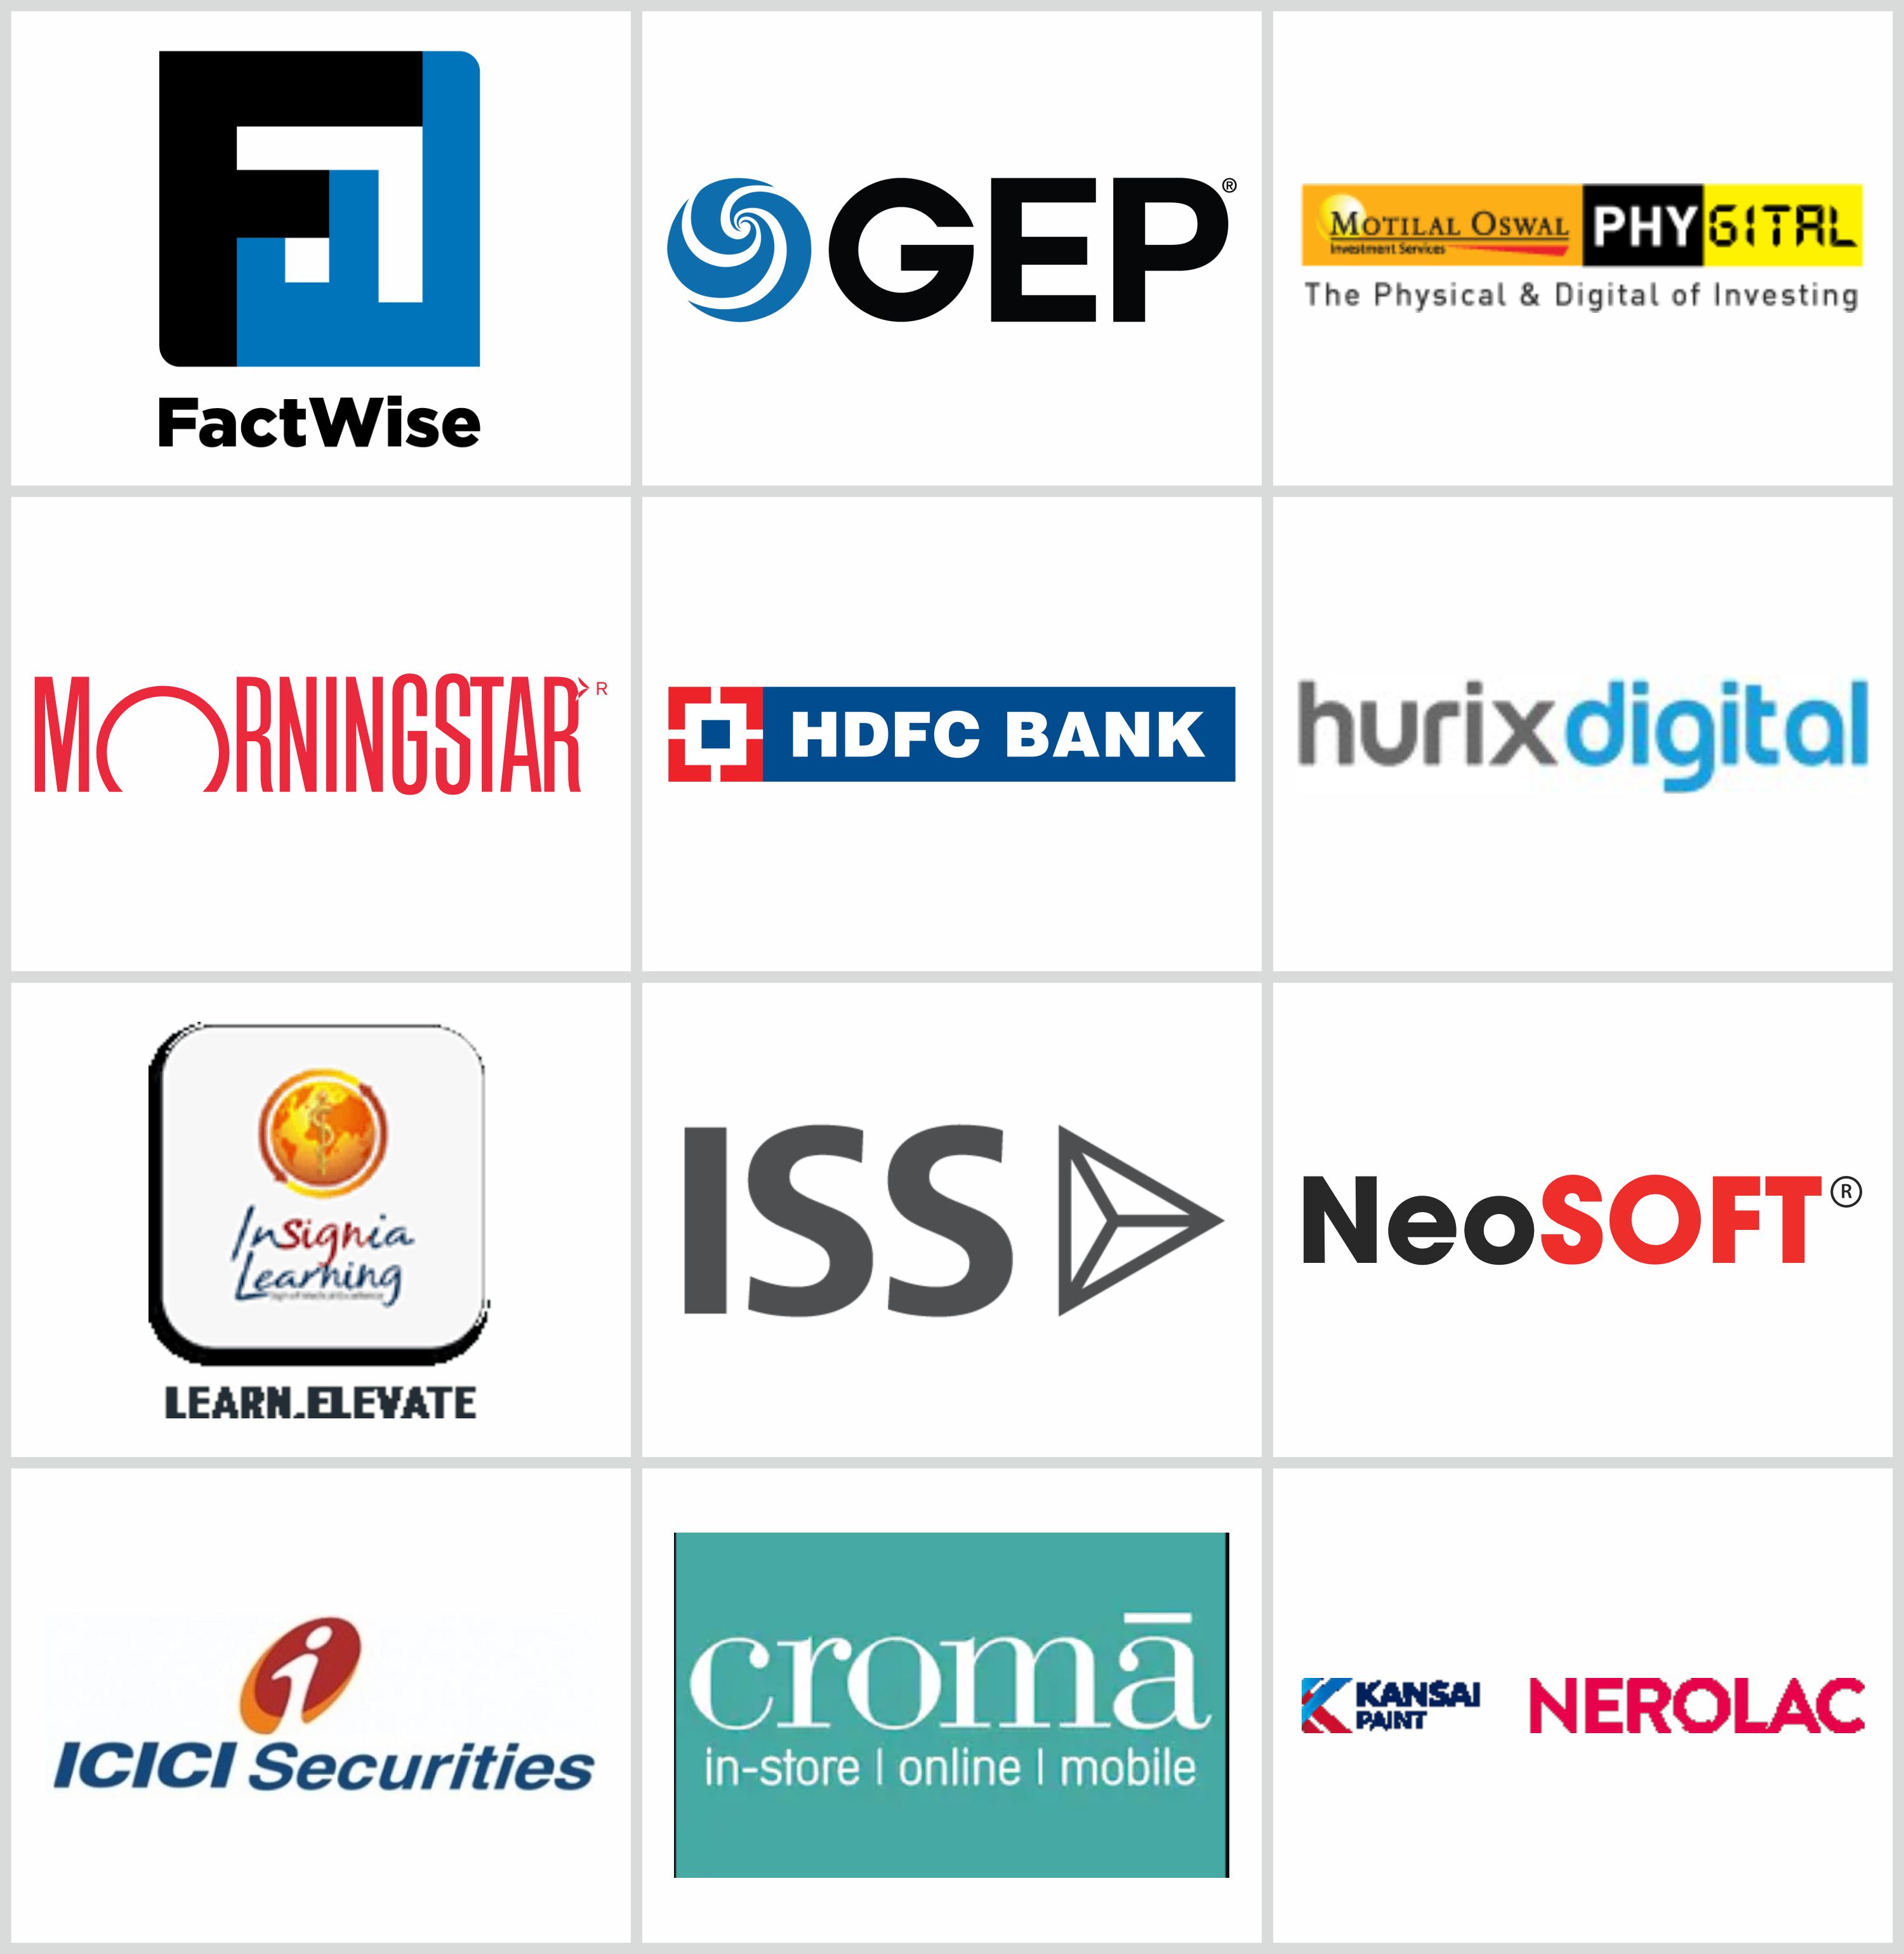 FactWise
GEP®
MOTILAL OSWAL
Investment Services
PHYGITAL
The Physical & Digital of Investing
MORNINGSTAR R
HDFC BANK
hurixdigital
InSignia
Learning
LEARN.ELEVATE
ISS
NeoSOFT®
ICICI Securities
cromā
in-store | online | mobile
KANSAI
PAINT
NEROLAC